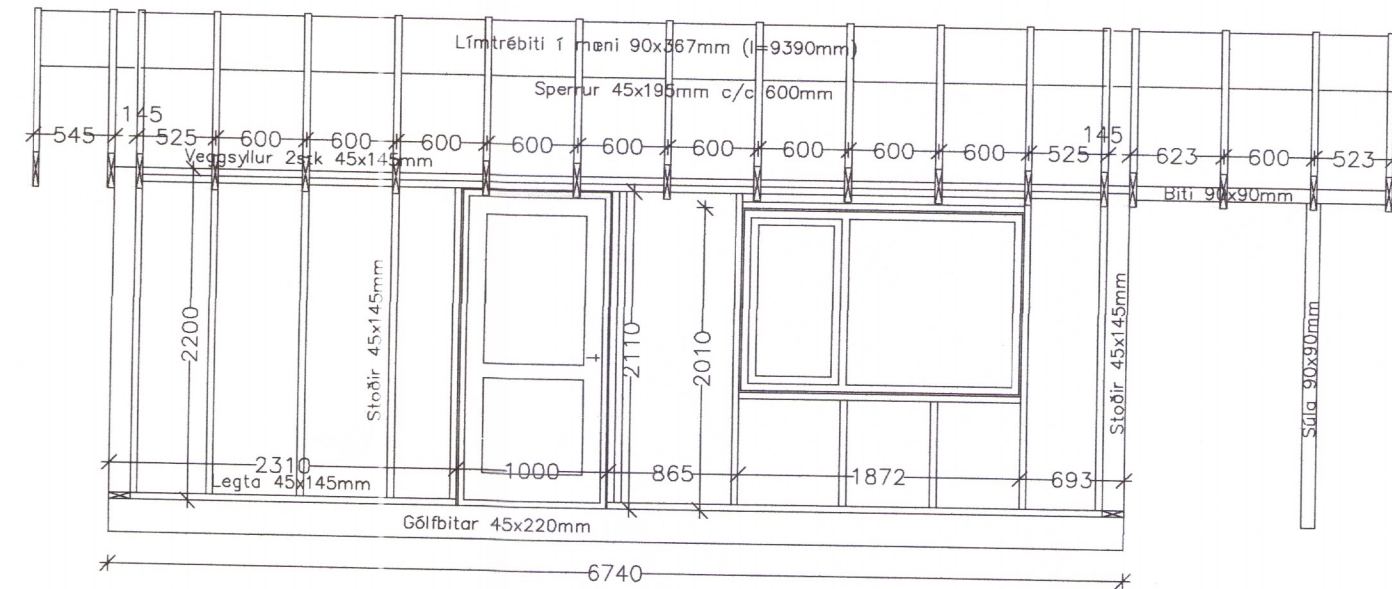 Límtrébiti í mæni 90x367mm (l=9390mm)
Sperrur 45x195mm c/c 600mm
545 145 525 600 600 600 600 600 600 600 600 600 145 525 623 600 523
Veggsyllur 2stk 45x145mm
Biti 90x90mm
2200
Stoðir 45x145mm
2110
2010
Stoðir 45x145mm
Súla 90x90mm
2310 1000 865 1872 693
Legta 45x145mm
Gólfbitar 45x220mm
6740